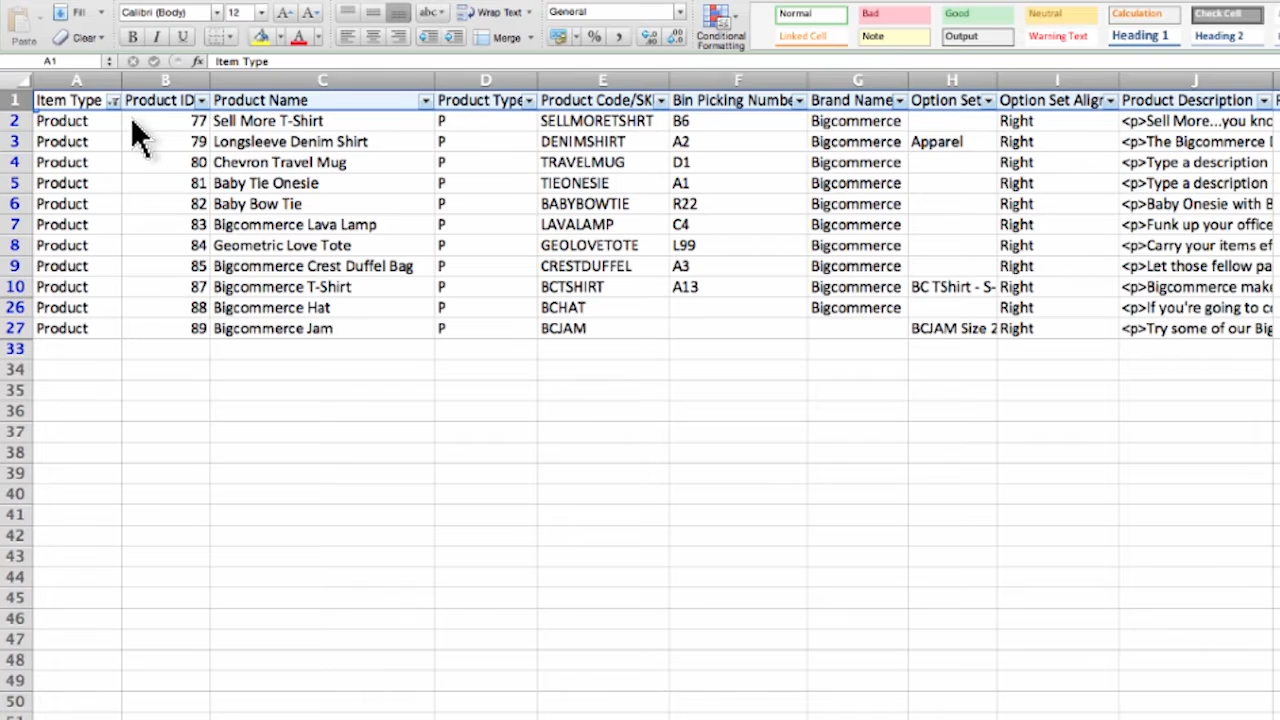 Fill Calibri (Body) 12 A- A- abc Wrap Text General Normal Bad Good Neutral Calculation Check Cell
Paste Clear B I U A Merge % Conditional Formatting Linked Cell Note Output Warning Text Heading 1 Heading 2
A1 fx Item Type
A B C D E F G H I J
1 Item Type Product ID Product Name Product Type Product Code/SK Bin Picking Numbe Brand Name Option Set Option Set Align Product Description
2 Product 77 Sell More T-Shirt P SELLMORETSHRT B6 Bigcommerce Right <p>Sell More...you kno
3 Product 79 Longsleeve Denim Shirt P DENIMSHIRT A2 Bigcommerce Apparel Right <p>The Bigcommerce
4 Product 80 Chevron Travel Mug P TRAVELMUG D1 Bigcommerce Right <p>Type a description
5 Product 81 Baby Tie Onesie P TIEONESIE A1 Bigcommerce Right <p>Type a description
6 Product 82 Baby Bow Tie P BABYBOWTIE R22 Bigcommerce Right <p>Baby Onesie with B
7 Product 83 Bigcommerce Lava Lamp P LAVALAMP C4 Bigcommerce Right <p>Funk up your office
8 Product 84 Geometric Love Tote P GEOLOVETOTE L99 Bigcommerce Right <p>Carry your items ef
9 Product 85 Bigcommerce Crest Duffel Bag P CRESTDUFFEL A3 Bigcommerce Right <p>Let those fellow pa
10 Product 87 Bigcommerce T-Shirt P BCTSHIRT A13 Bigcommerce BC TShirt - S- Right <p>Bigcommerce make
26 Product 88 Bigcommerce Hat P BCHAT Bigcommerce Right <p>If you're going to co
27 Product 89 Bigcommerce Jam P BCJAM BCJAM Size 2 Right <p>Try some of our Big
33
34
35
36
37
38
39
40
41
42
43
44
45
46
47
48
49
50